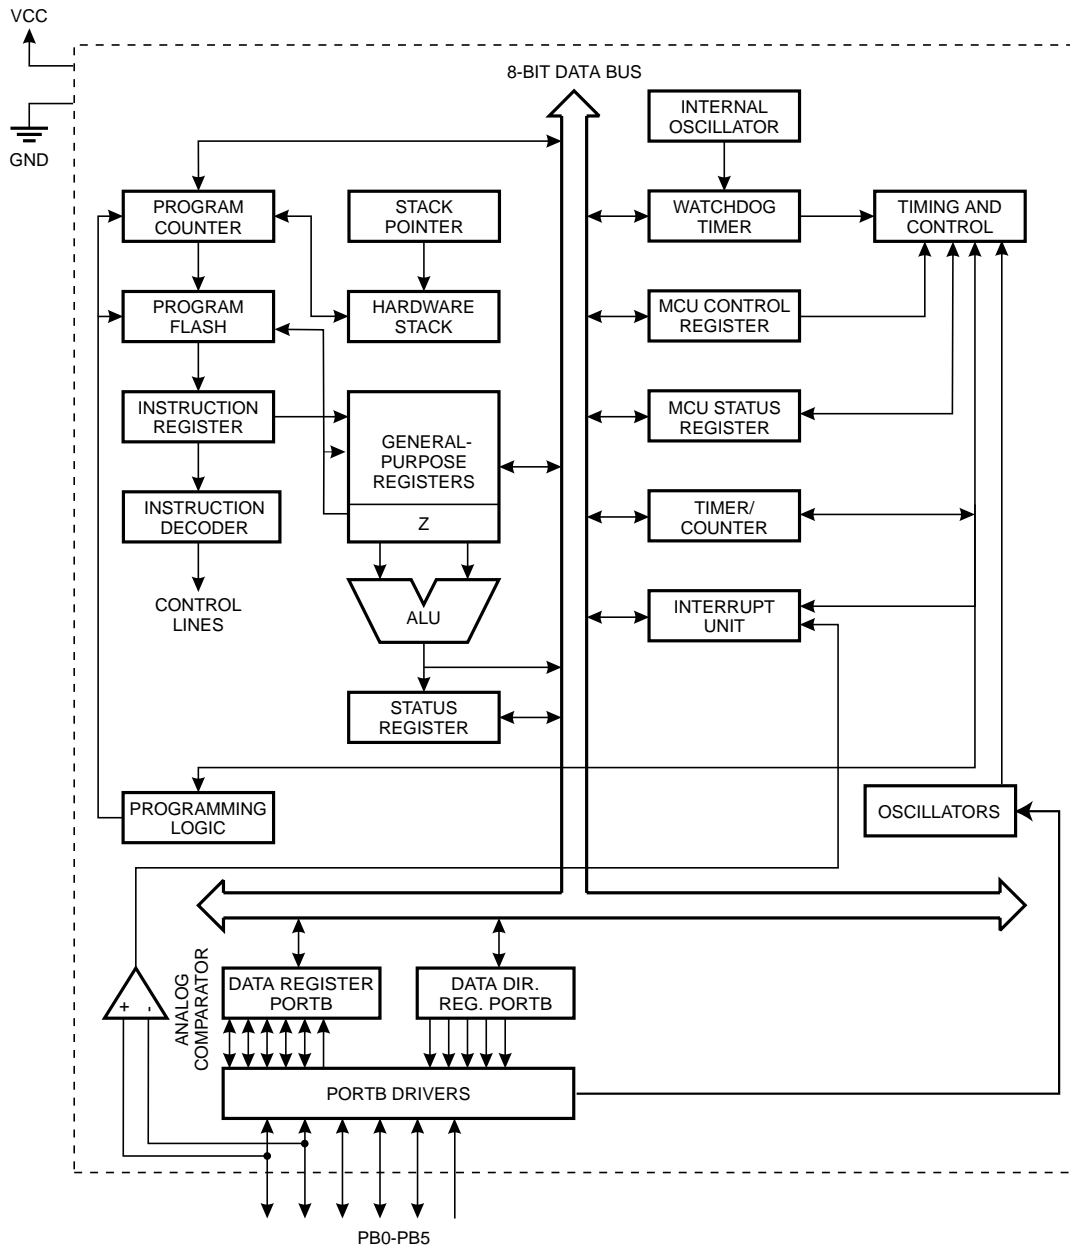 VCC
8-BIT DATA BUS
INTERNAL
OSCILLATOR
GND
PROGRAM
COUNTER
STACK
POINTER
WATCHDOG
TIMER
TIMING AND
CONTROL
PROGRAM
FLASH
HARDWARE
STACK
MCU CONTROL
REGISTER
INSTRUCTION
REGISTER
GENERAL-
PURPOSE
REGISTERS
Z
MCU STATUS
REGISTER
INSTRUCTION
DECODER
TIMER/
COUNTER
CONTROL
LINES
ALU
INTERRUPT
UNIT
STATUS
REGISTER
PROGRAMMING
LOGIC
OSCILLATORS
ANALOG
COMPARATOR
+ -
DATA REGISTER
PORTB
DATA DIR.
REG. PORTB
PORTB DRIVERS
PB0-PB5